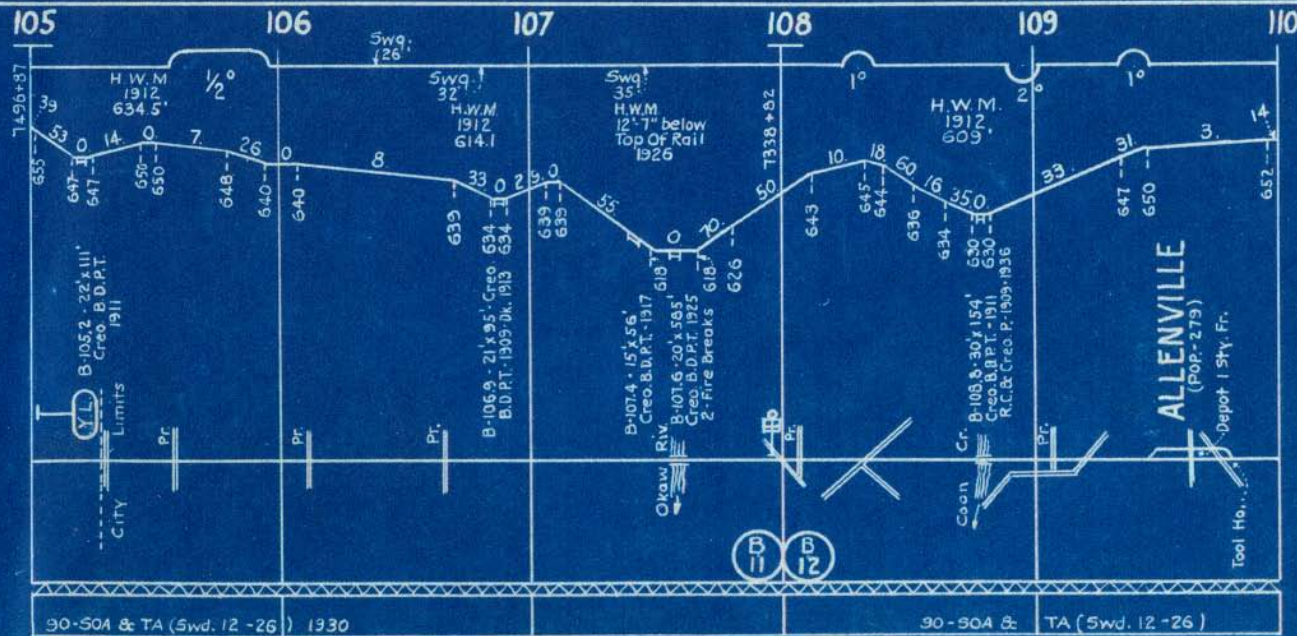 105 106 107 108 109 110
7496+87
39
53
0
14
0
7
26
0
8
33
0
29
0
55
0
70
50
10
18
60
16
35
0
33
31
3
14
H.W.M
1912
634.5'
1/2°
Swg.
26'
Swg.
32'
H.W.M
1912
614.1
Swg.
35'
H.W.M
12'-7" below
Top Of Rail
1926
7338+82
1°
H.W.M.
1912
609'
2°
1°
655
647
647
650
650
648
640
640
639
634
634
639
639
618
618
626
643
645
644
636
634
630
630
647
650
652
B-105.2 - 22'x111'
Creo. B.D.P.T.
1911
B-106.9 - 21'x95' - Creo.
B.D.P.T. - 1909 - Dk. 1913
B-107.4 - 15'x56'
Creo. B.D.P.T. - 1917
B-107.6 - 20'x585'
Creo. B.D.P.T. 1925
2-Fire Breaks
B-108.8 - 30'x154'
Creo. B.D.P.T. - 1911
R.C. & Creo. P. - 1909-1936
ALLENVILLE
(POP. - 279)
Depot 1 Sty. Fr.
Tool Ho.
YL
City Limits
Pr.
Pr.
Pr.
Okaw Riv.
Pr.
Coon Cr.
Pr.
B
11
B
12
90-SOA & TA (Swd. 12-26) 1930
90-SOA & TA (Swd. 12-26)